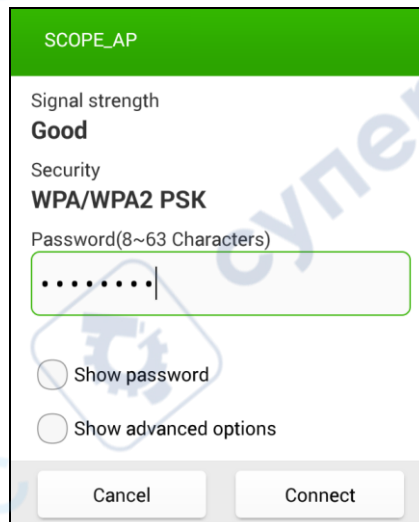 SCOPE_AP
Signal strength
Good
Security
WPA/WPA2 PSK
Password(8~63 Characters)
••••••••
Show password
Show advanced options
Cancel
Connect